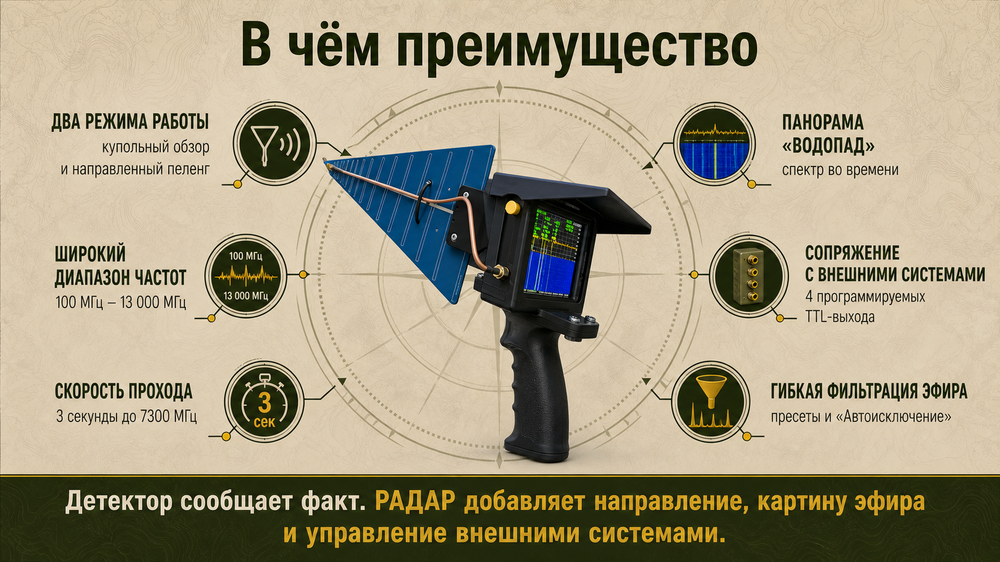 В чём преимущество
ДВА РЕЖИМА РАБОТЫ
купольный обзор
и направленный пеленг
ШИРОКИЙ
ДИАПАЗОН ЧАСТОТ
100 МГц – 13 000 МГц
100 МГц
13 000 МГц
СКОРОСТЬ ПРОХОДА
3 секунды до 7300 МГц
3
сек
ПАНОРАМА
«ВОДОПАД»
спектр во времени
СОПРЯЖЕНИЕ
С ВНЕШНИМИ СИСТЕМАМИ
4 программируемых
TTL-выхода
ГИБКАЯ ФИЛЬТРАЦИЯ ЭФИРА
пресеты и «Автоисключение»
Детектор сообщает факт. РАДАР добавляет направление, картину эфира
и управление внешними системами.